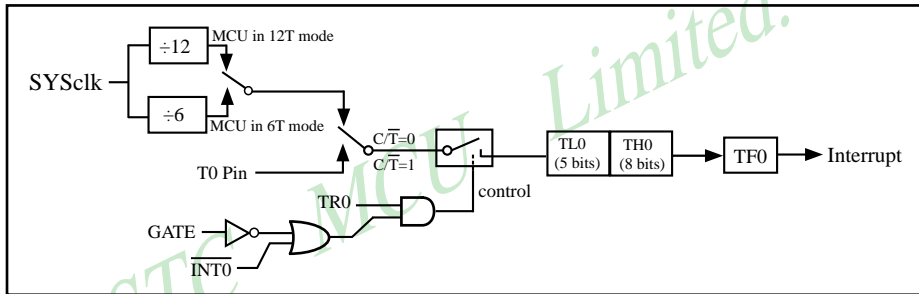 ÷12
MCU in 12T mode
SYSclk
÷6
MCU in 6T mode
C/T̅=0
C/T̅=1
T0 Pin
TL0
(5 bits)
TH0
(8 bits)
TF0
Interrupt
control
TR0
GATE
I̅N̅T̅0̅
STC MCU Limited.